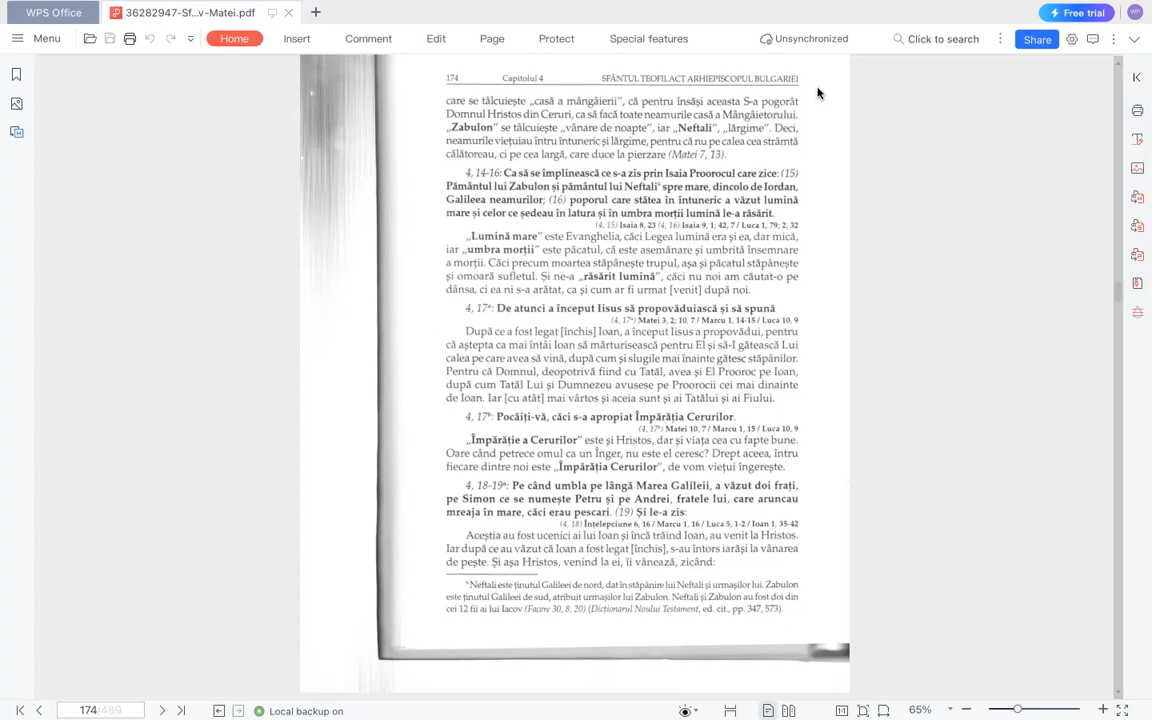 WPS Office
36282947-Sf...v-Matei.pdf
Free trial
WP
Menu
Home
Insert
Comment
Edit
Page
Protect
Special features
Unsynchronized
Click to search
Share
174 Capitolul 4 SFÂNTUL TEOFILACT ARHIEPISCOPUL BULGARIEI
care se tâlcuiește „casă a mângâierii”, că pentru însăși aceasta S-a pogorât
Domnul Hristos din Ceruri, ca să facă toate neamurile casă a Mângâietorului.
„Zabulon” se tâlcuiește „vânare de noapte”, iar „Neftali”, „lărgime”. Deci,
neamurile viețuiau întru întuneric și lărgime, pentru că nu pe calea cea strâmtă
călătoreau, ci pe cea largă, care duce la pierzare (Matei 7, 13).
4, 14-16: Ca să se împlinească ce s-a zis prin Isaia Proorocul care zice: (15)
Pământul lui Zabulon și pământul lui Neftali* spre mare, dincolo de Iordan,
Galileea neamurilor; (16) poporul care stătea în întuneric a văzut lumină
mare și celor ce ședeau în latura și în umbra morții lumină le-a răsărit.
(4, 15) Isaia 8, 23 (4, 16) Isaia 9, 1; 42, 7 / Luca 1, 79; 2, 32
„Lumină mare” este Evanghelia, căci Legea lumină era și ea, dar mică,
iar „umbra morții” este păcatul, că este asemănare și umbrită însemnare
a morții. Căci precum moartea stăpânește trupul, așa și păcatul stăpânește
și omoară sufletul. Și ne-a „răsărit lumină”, căci nu noi am căutat-o pe
dânsa, ci ea ni s-a arătat, ca și cum ar fi urmat [venit] după noi.
4, 17ᵃ: De atunci a început Iisus să propovăduiască și să spună
(4, 17ᵃ) Matei 3, 2; 10, 7 / Marcu 1, 14-15 / Luca 10, 9
După ce a fost legat [închis] Ioan, a început Iisus a propovădui, pentru
că aștepta ca mai întâi Ioan să mărturisească pentru El și să-I gătească Lui
calea pe care avea să vină, după cum și slugile mai înainte gătesc stăpânilor.
Pentru că Domnul, deopotrivă fiind cu Tatăl, avea și El Prooroc pe Ioan,
după cum Tatăl Lui și Dumnezeu avusese pe Proorocii cei mai dinainte
de Ioan. Iar [cu atât] mai vârtos și aceia sunt și ai Tatălui și ai Fiului.
4, 17ᵇ: Pocăiți-vă, căci s-a apropiat Împărăția Cerurilor.
(4, 17ᵇ) Matei 10, 7 / Marcu 1, 15 / Luca 10, 9
„Împărăție a Cerurilor” este și Hristos, dar și viața cea cu fapte bune.
Oare când petrece omul ca un Înger, nu este el ceresc? Drept aceea, întru
fiecare dintre noi este „Împărăția Cerurilor”, de vom viețui îngerește.
4, 18-19ᵃ: Pe când umbla pe lângă Marea Galileii, a văzut doi frați,
pe Simon ce se numește Petru și pe Andrei, fratele lui, care aruncau
mreaja în mare, căci erau pescari. (19) Și le-a zis:
(4, 18) Înțelepciune 6, 16 / Marcu 1, 16 / Luca 5, 1-2 / Ioan 1, 35-42
Aceștia au fost ucenici ai lui Ioan și încă trăind Ioan, au venit la Hristos.
Iar după ce au văzut că Ioan a fost legat [închis], s-au întors iarăși la vânarea
de pește. Și așa Hristos, venind la ei, îi vânează, zicând:
* Neftali este ținutul Galileei de nord, dat în stăpânire lui Neftali și urmașilor lui. Zabulon
este ținutul Galileei de sud, atribuit urmașilor lui Zabulon. Neftali și Zabulon au fost doi din
cei 12 fii ai lui Iacov (Facere 30, 8, 20) (Dicționarul Noului Testament, ed. cit., pp. 347, 573).
174/489
Local backup on
65%